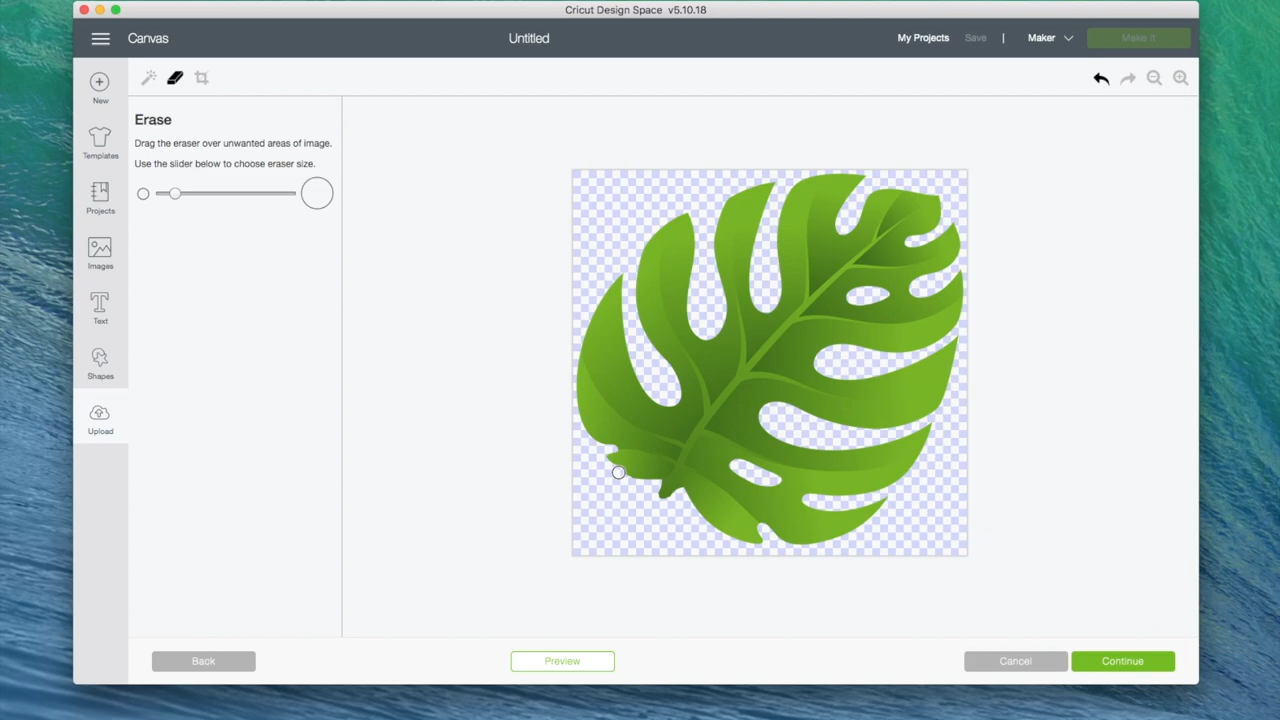 Cricut Design Space v5.10.18
Canvas
Untitled
My Projects
Save
|
Maker
Make It
New
Templates
Projects
Images
Text
Shapes
Upload
Erase
Drag the eraser over unwanted areas of image.
Use the slider below to choose eraser size.
Back
Preview
Cancel
Continue